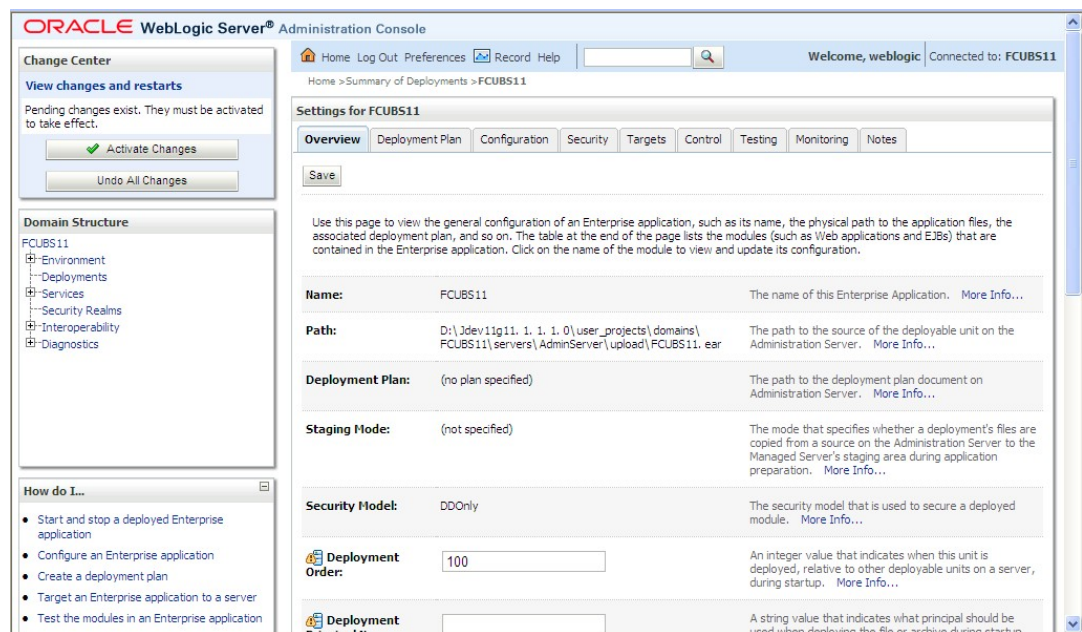 ORACLE WebLogic Server® Administration Console
Change Center
View changes and restarts
Pending changes exist. They must be activated
to take effect.
Activate Changes
Undo All Changes
Domain Structure
FCUBS11
Environment
Deployments
Services
Security Realms
Interoperability
Diagnostics
How do I...
Start and stop a deployed Enterprise
application
Configure an Enterprise application
Create a deployment plan
Target an Enterprise application to a server
Test the modules in an Enterprise application
Home Log Out Preferences Record Help
Welcome, weblogic Connected to: FCUBS11
Home >Summary of Deployments >FCUBS11
Settings for FCUBS11
Overview Deployment Plan Configuration Security Targets Control Testing Monitoring Notes
Save
Use this page to view the general configuration of an Enterprise application, such as its name, the physical path to the application files, the
associated deployment plan, and so on. The table at the end of the page lists the modules (such as Web applications and EJBs) that are
contained in the Enterprise application. Click on the name of the module to view and update its configuration.
Name: FCUBS11 The name of this Enterprise Application. More Info...
Path: D:\Jdev11g11. 1. 1. 1. 0\user_projects\domains\ The path to the source of the deployable unit on the
FCUBS11\servers\AdminServer\upload\FCUBS11. ear Administration Server. More Info...
Deployment Plan: (no plan specified) The path to the deployment plan document on
Administration Server. More Info...
Staging Mode: (not specified) The mode that specifies whether a deployment's files are
copied from a source on the Administration Server to the
Managed Server's staging area during application
preparation. More Info...
Security Model: DDOnly The security model that is used to secure a deployed
module. More Info...
Deployment 100 An integer value that indicates when this unit is
Order: deployed, relative to other deployable units on a server,
during startup. More Info...
Deployment A string value that indicates what principal should be
used when deploying the file or archive during startup